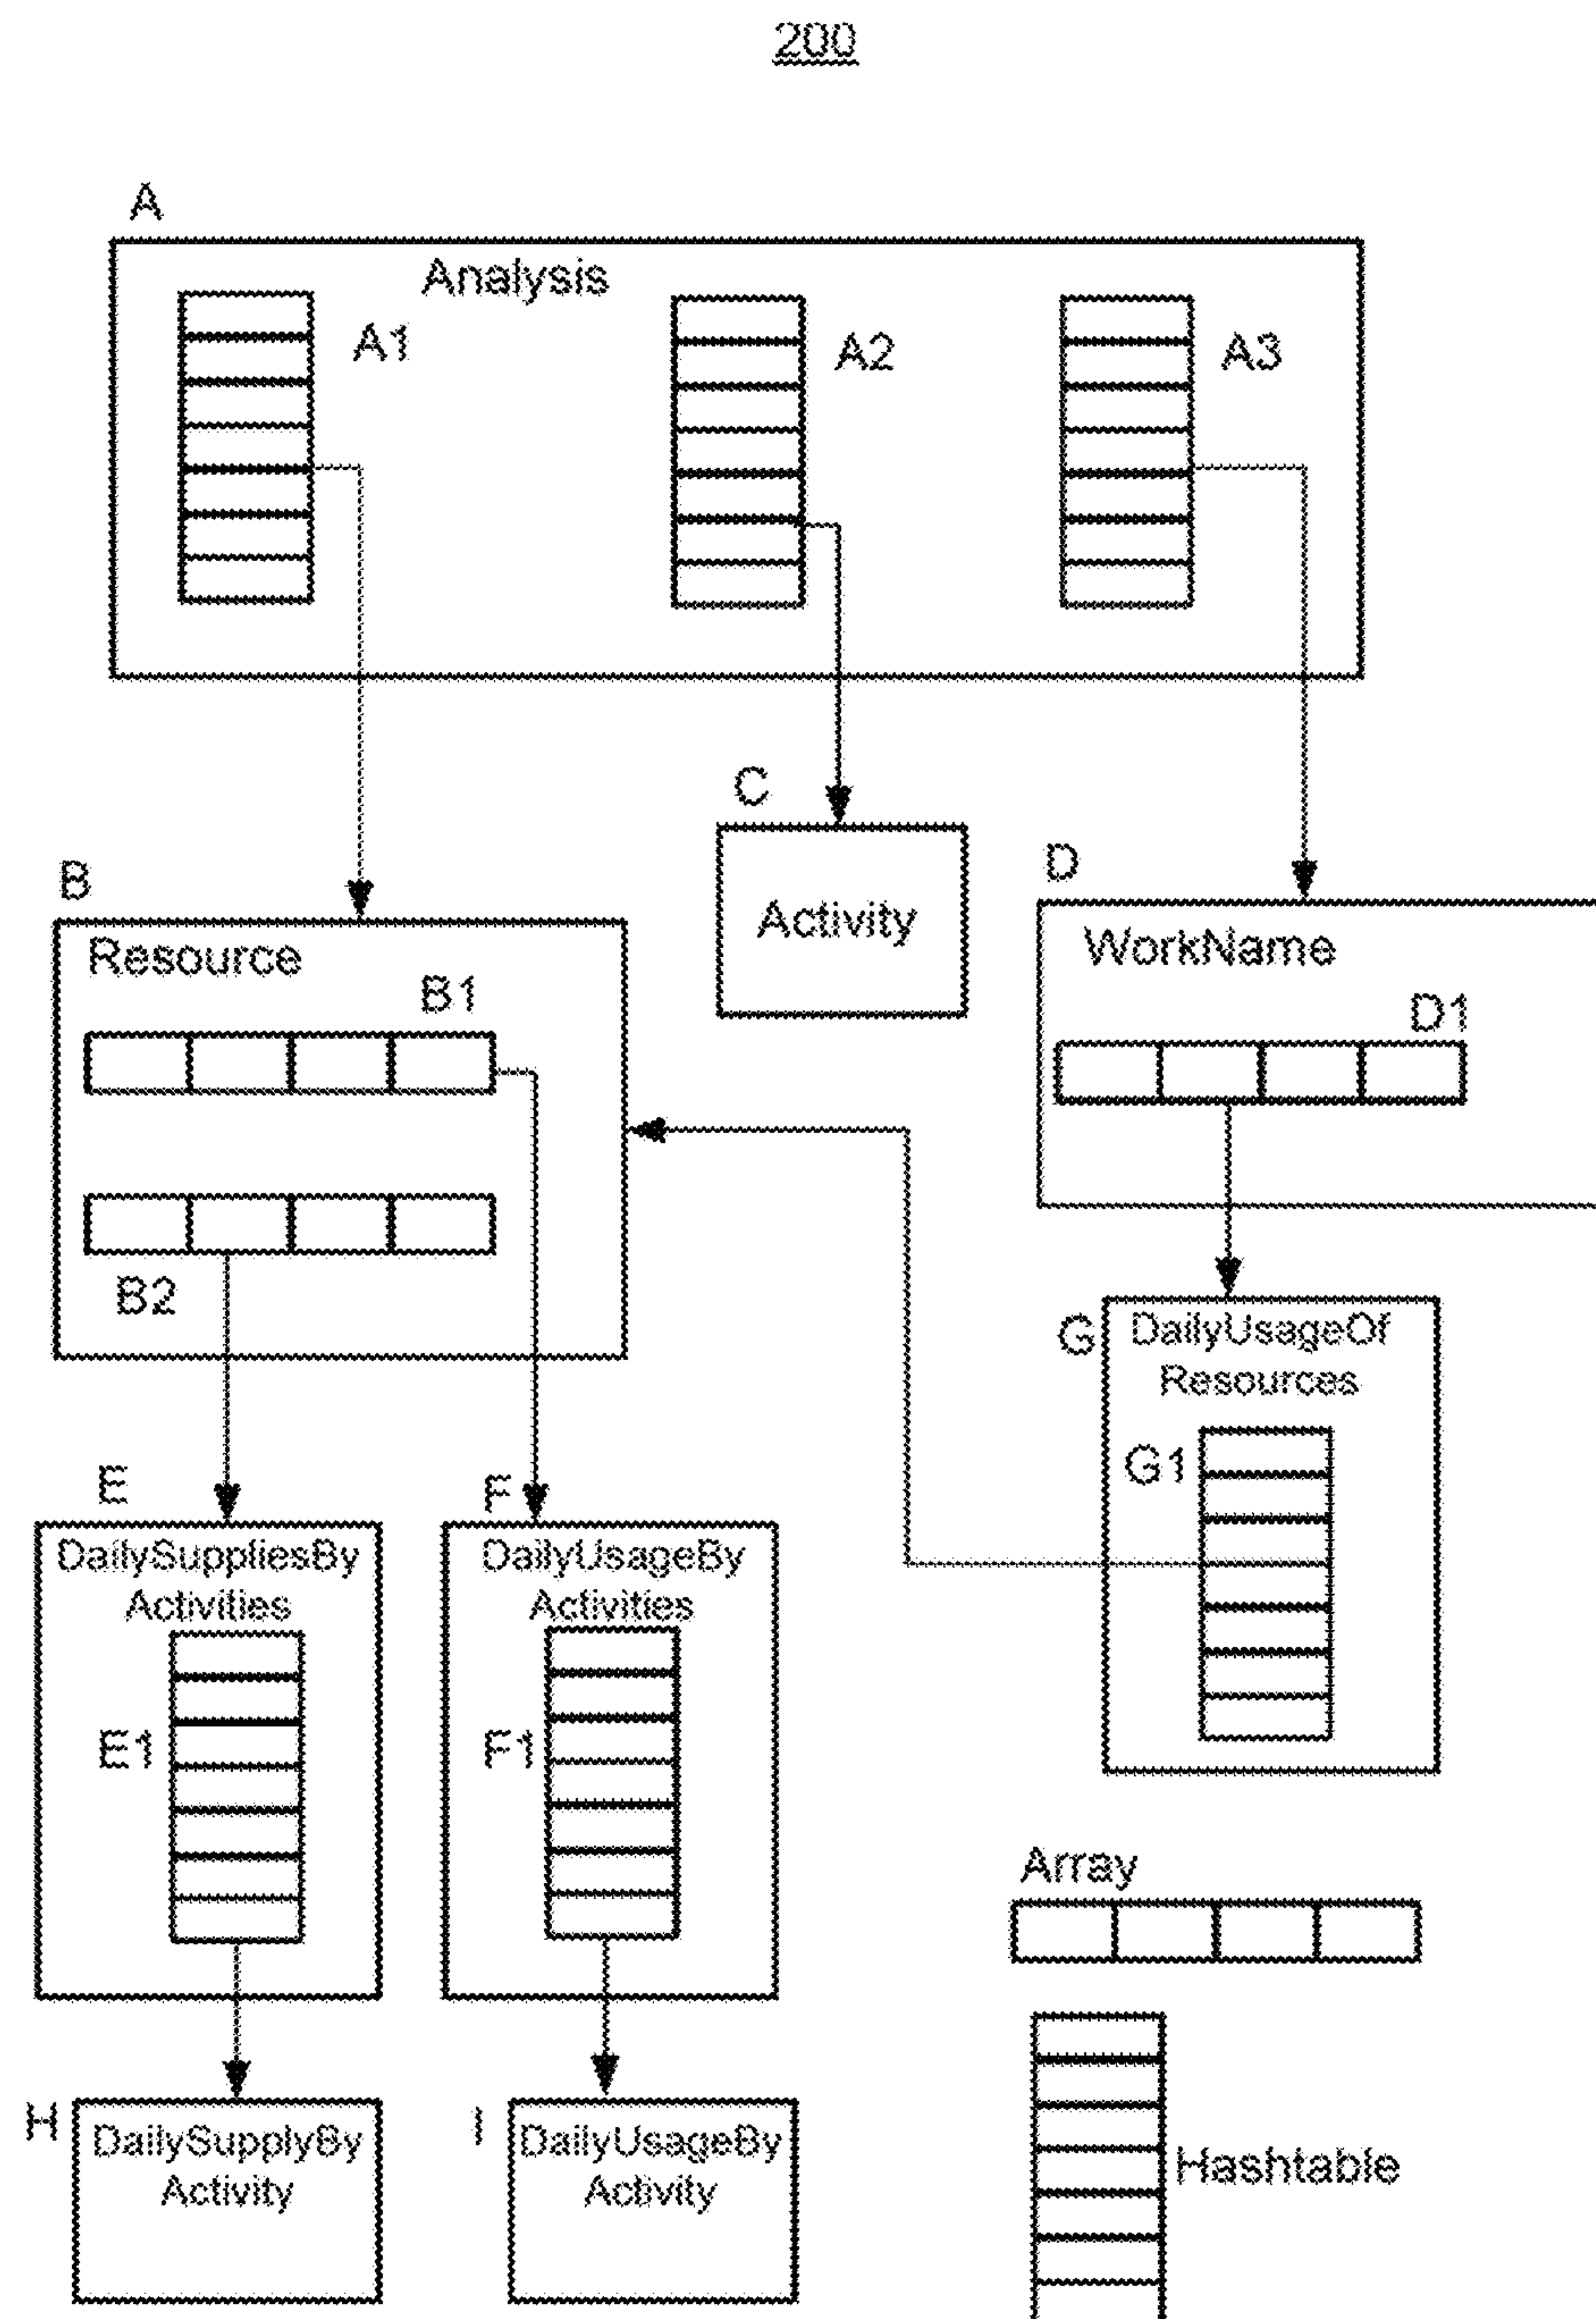 200
A
Analysis
A1
A2
A3
C
Activity
B
Resource
B1
B2
D
WorkName
D1
G
DailyUsageOf
Resources
G1
E
DailySuppliesBy
Activities
E1
F
DailyUsageBy
Activities
F1
Array
H
DailySupplyBy
Activity
I
DailyUsageBy
Activity
Hashtable